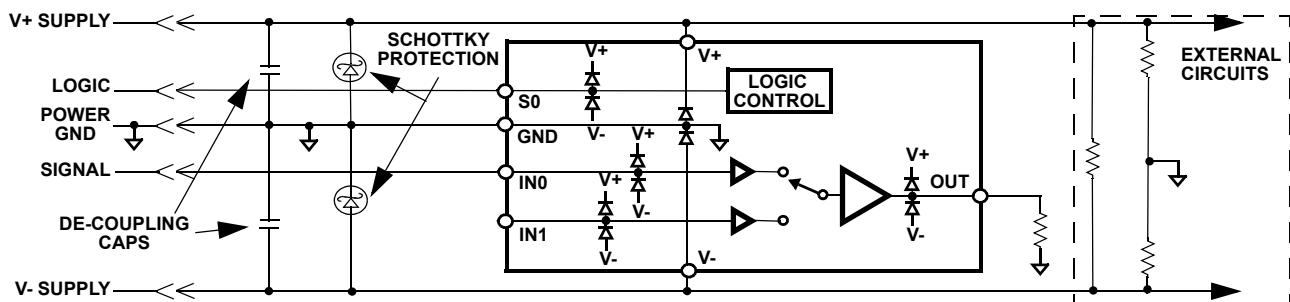 V+ SUPPLY
LOGIC
POWER
GND
SIGNAL
DE-COUPLING
CAPS
V- SUPPLY
SCHOTTKY
PROTECTION
S0
GND
IN0
IN1
V+
V-
V+
V-
V+
V-
V+
LOGIC
CONTROL
V+
V-
OUT
V-
EXTERNAL
CIRCUITS